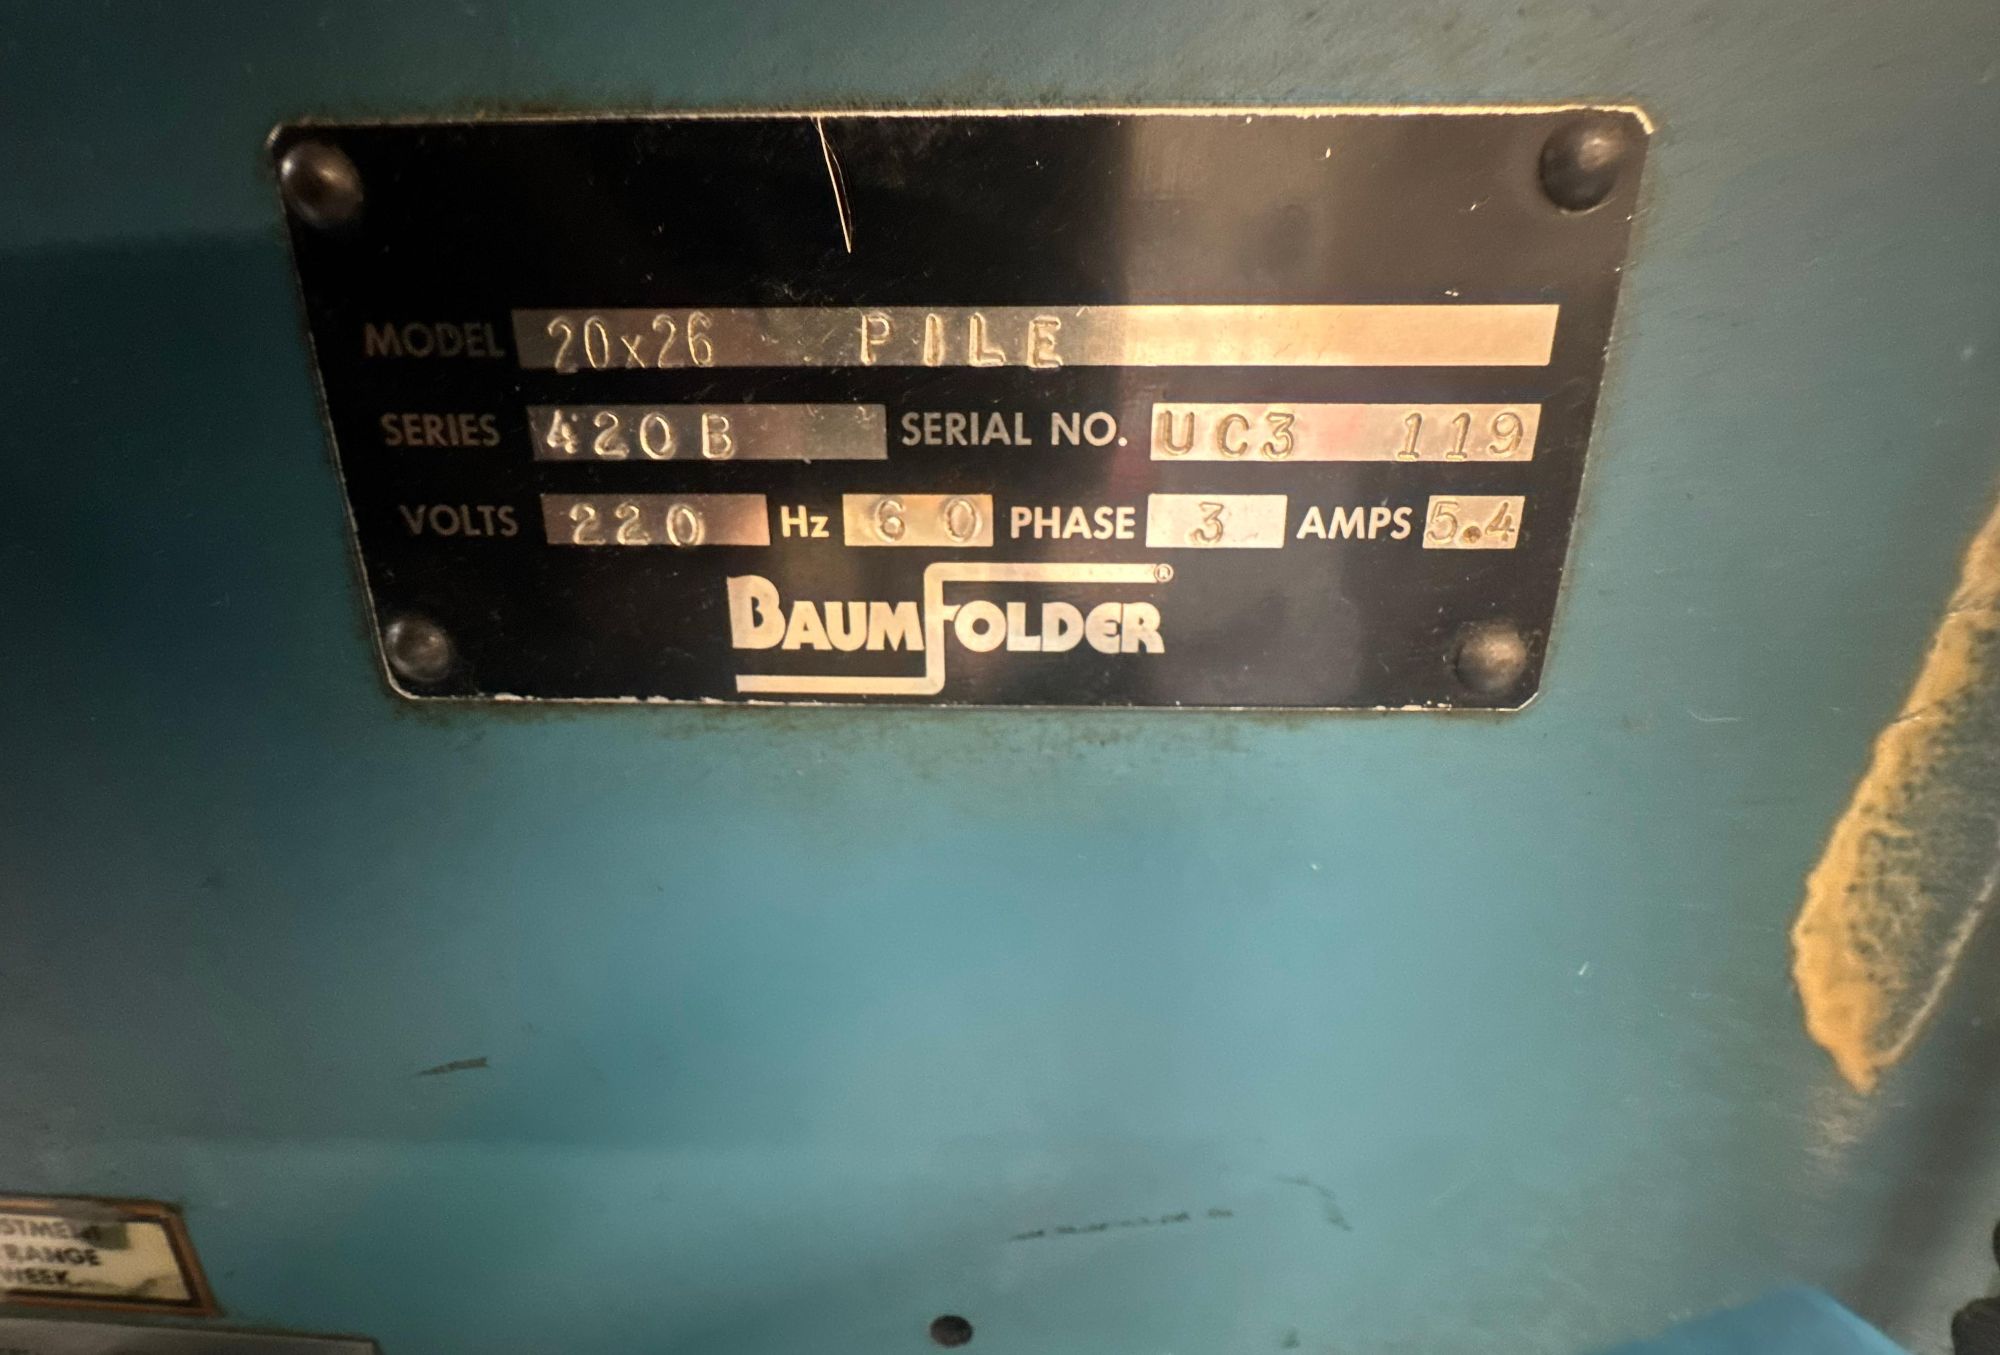 MODEL 20x26 PILE
SERIES 420B SERIAL NO. UC3 119
VOLTS 220 Hz 60 PHASE 3 AMPS 5.4
BAUMFOLDER®
RANGE
WEEK